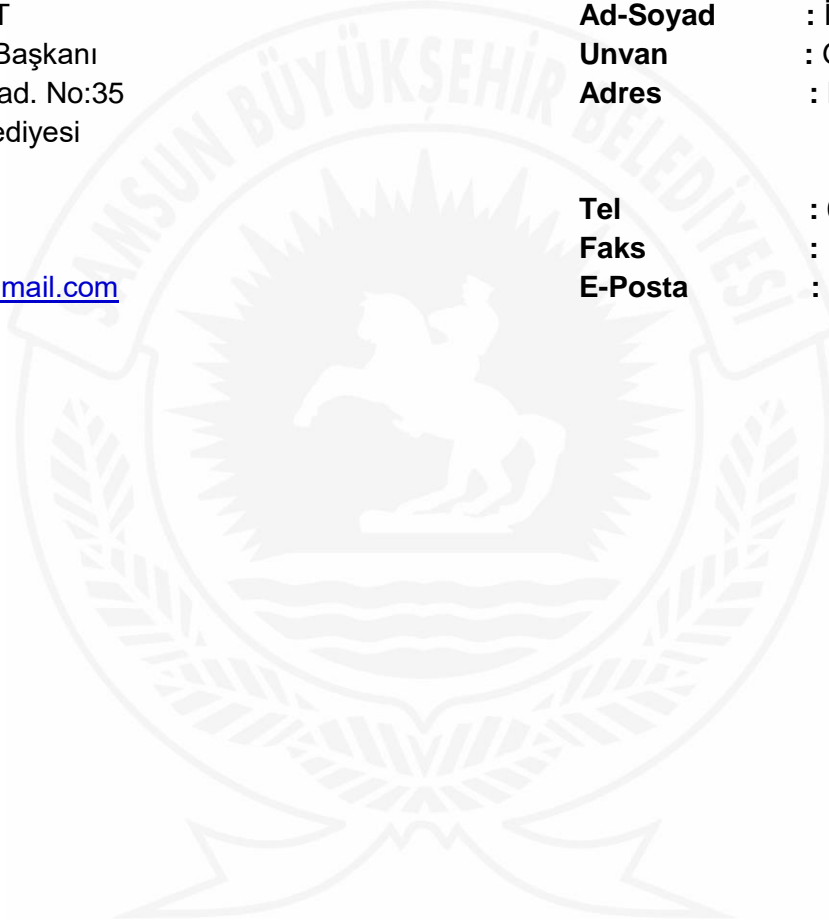 T
Başkanı
ad. No:35
ediyesi
mail.com
Ad-Soyad : İ
Unvan :
Adres :
Tel :
Faks :
E-Posta :
SAMSUN BÜYÜKŞEHİR BELEDİYESİ